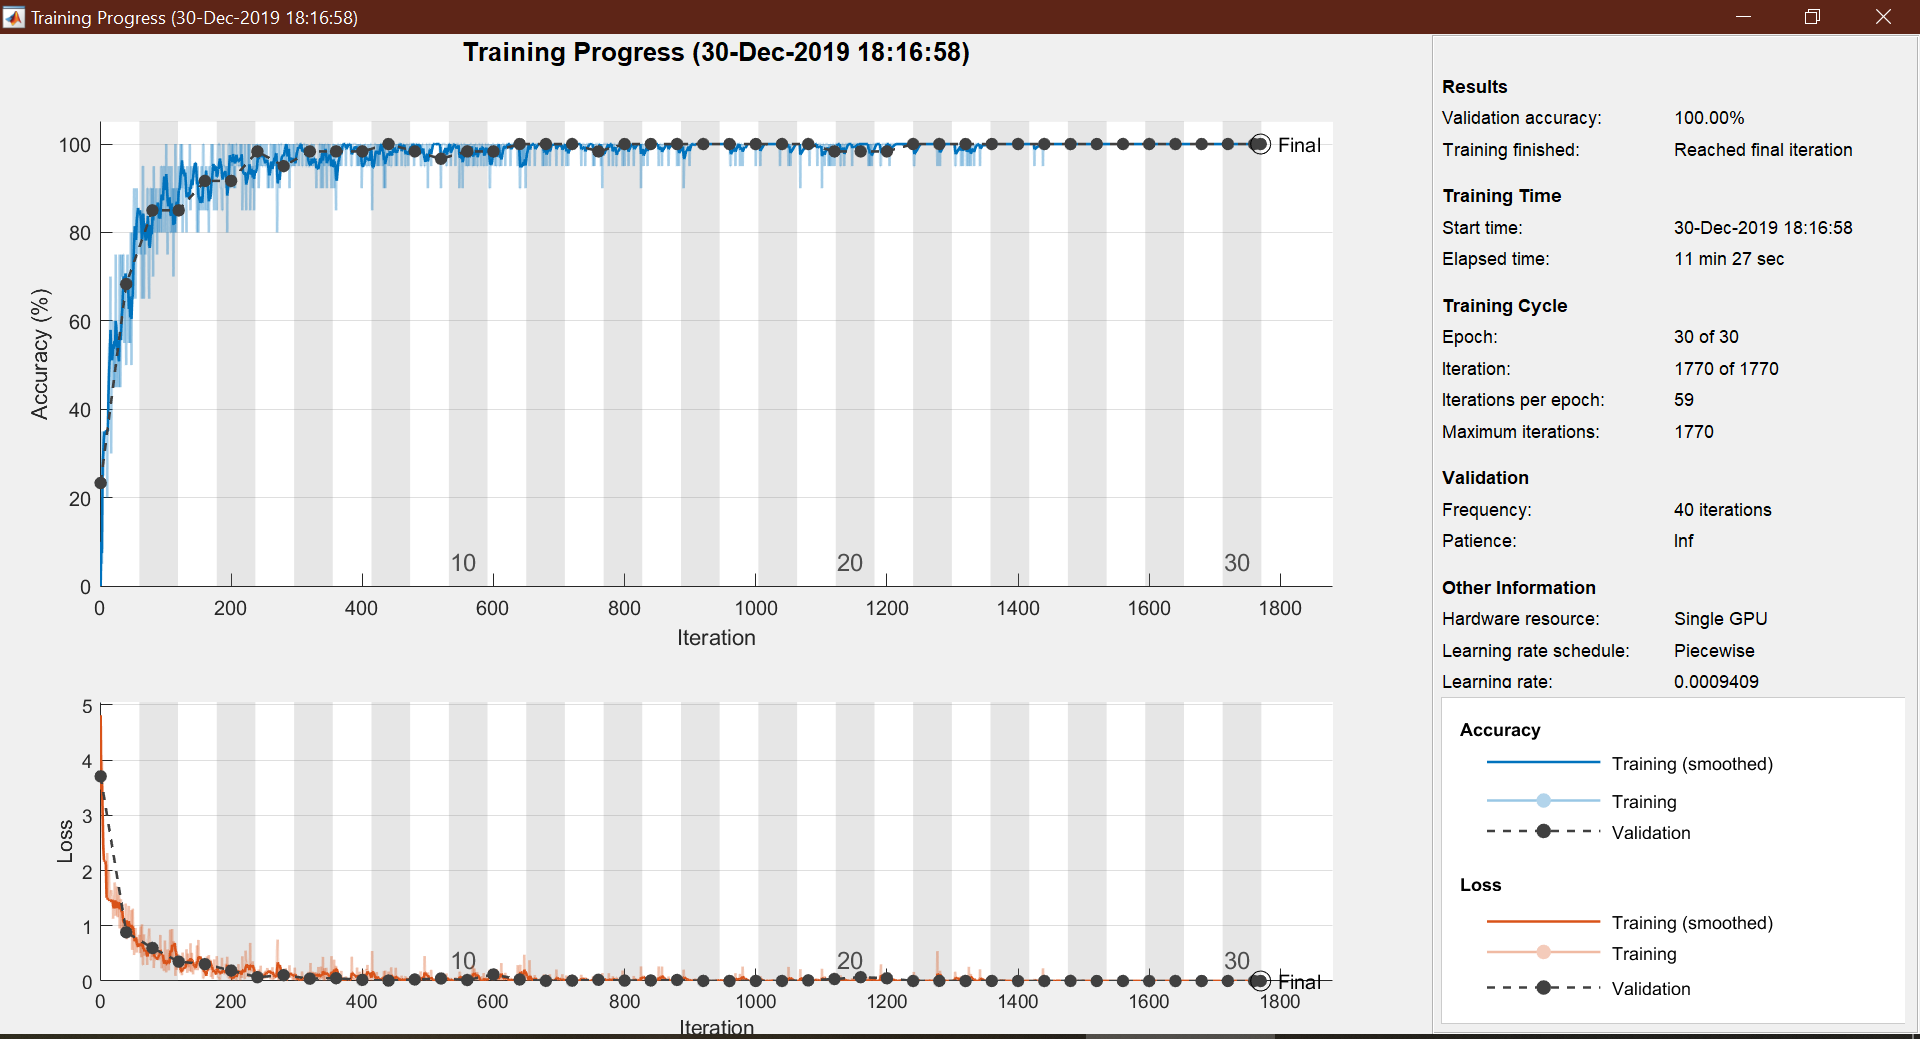 Training Progress (30-Dec-2019 18:16:58)
Training Progress (30-Dec-2019 18:16:58)
Accuracy (%)
100
80
60
40
20
0
10
20
30
Final
0 200 400 600 800 1000 1200 1400 1600 1800
Iteration
Loss
5
4
3
2
1
0
10
20
30
Final
0 200 400 600 800 1000 1200 1400 1600 1800
Iteration
Results
Validation accuracy: 100.00%
Training finished: Reached final iteration
Training Time
Start time: 30-Dec-2019 18:16:58
Elapsed time: 11 min 27 sec
Training Cycle
Epoch: 30 of 30
Iteration: 1770 of 1770
Iterations per epoch: 59
Maximum iterations: 1770
Validation
Frequency: 40 iterations
Patience: Inf
Other Information
Hardware resource: Single GPU
Learning rate schedule: Piecewise
Learning rate: 0.0009409
Accuracy
Training (smoothed)
Training
Validation
Loss
Training (smoothed)
Training
Validation